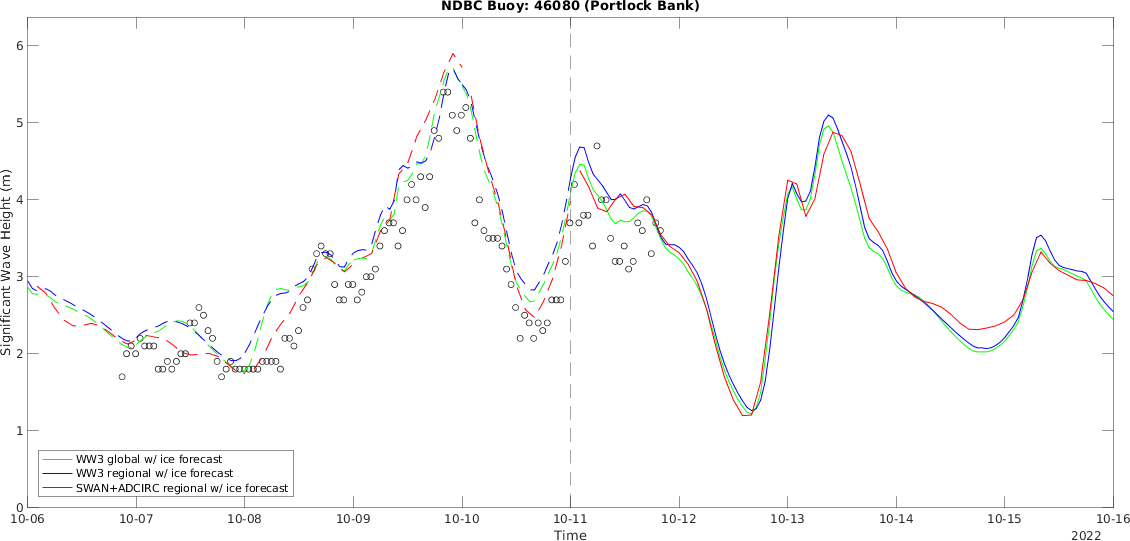 NDBC Buoy: 46080 (Portlock Bank)
Significant Wave Height (m)
6
5
4
3
2
1
0
WW3 global w/ ice forecast
WW3 regional w/ ice forecast
SWAN+ADCIRC regional w/ ice forecast
10-06 10-07 10-08 10-09 10-10 10-11 10-12 10-13 10-14 10-15 10-16
Time
2022